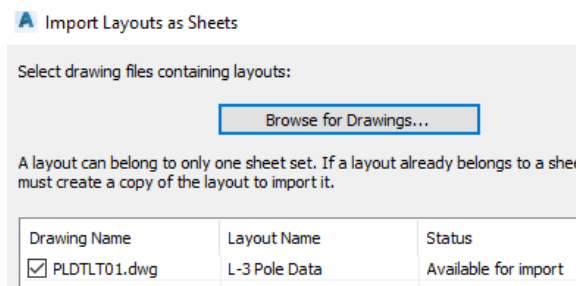 Import Layouts as Sheets
Select drawing files containing layouts:
Browse for Drawings...
A layout can belong to only one sheet set. If a layout already belongs to a shee
must create a copy of the layout to import it.
Drawing Name Layout Name Status
PLDTLT01.dwg L-3 Pole Data Available for import